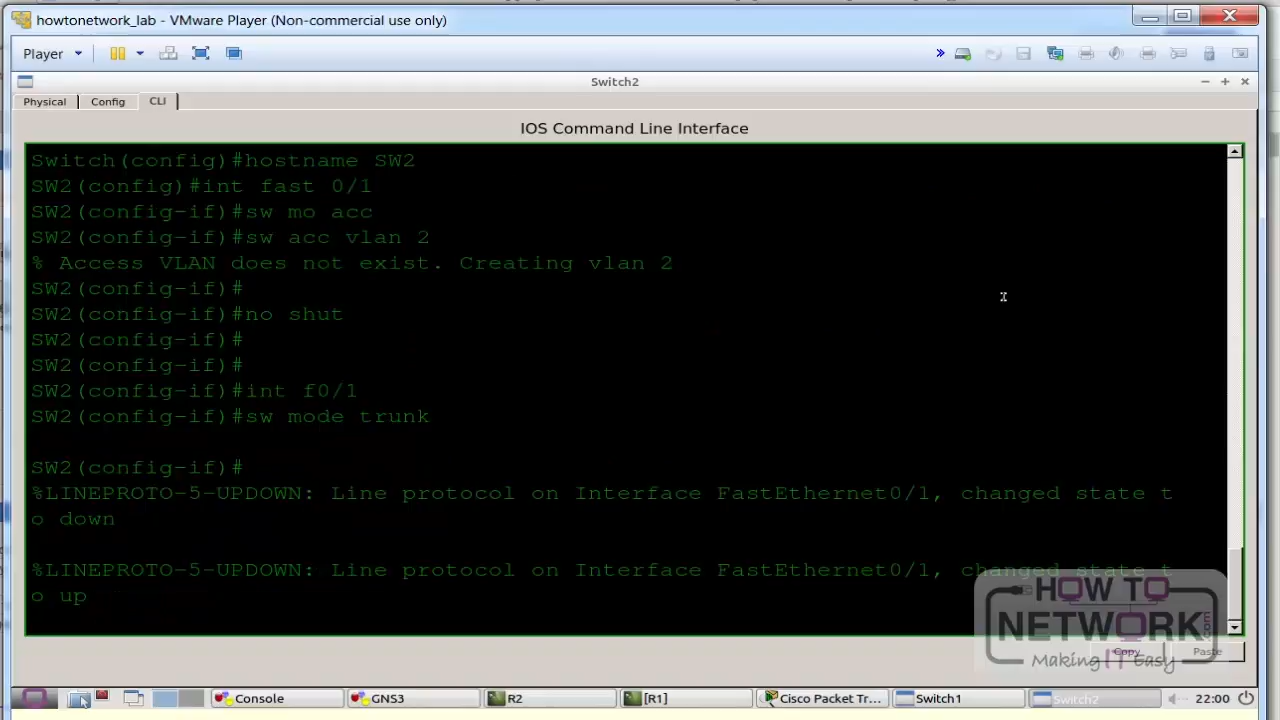 howtonetwork_lab - VMware Player (Non-commercial use only)
Player
Switch2
Physical
Config
CLI
IOS Command Line Interface
Switch(config)#hostname SW2
SW2(config)#int fast 0/1
SW2(config-if)#sw mo acc
SW2(config-if)#sw acc vlan 2
% Access VLAN does not exist. Creating vlan 2
SW2(config-if)#
SW2(config-if)#no shut
SW2(config-if)#
SW2(config-if)#
SW2(config-if)#int f0/1
SW2(config-if)#sw mode trunk
SW2(config-if)#
%LINEPROTO-5-UPDOWN: Line protocol on Interface FastEthernet0/1, changed state t
o down
%LINEPROTO-5-UPDOWN: Line protocol on Interface FastEthernet0/1, changed state t
o up
HOW TO
NETWORK.com
Making IT Easy
Copy
Paste
Console
GNS3
R2
[R1]
Cisco Packet Tr...
Switch1
Switch2
22:00